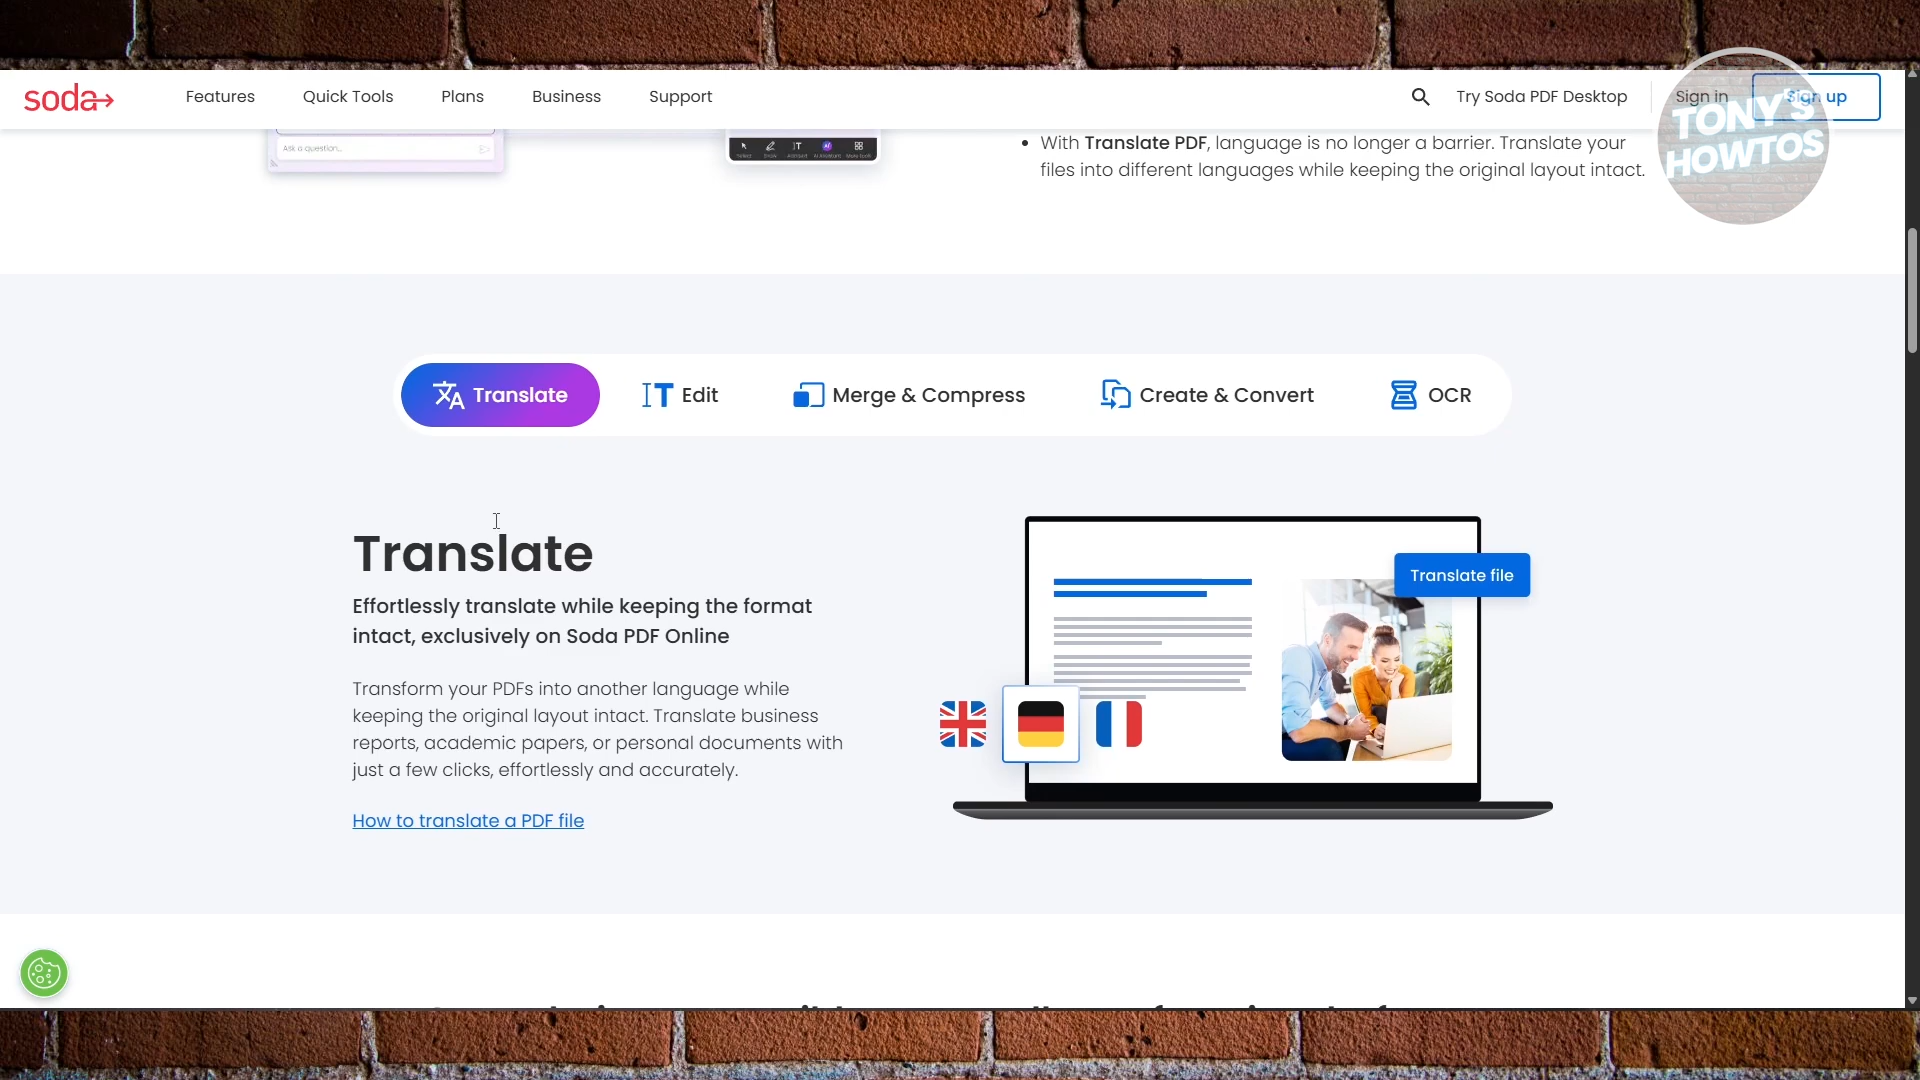 soda
Features
Quick Tools
Plans
Business
Support
Try Soda PDF Desktop
Sign in
Sign up
TONY'S
HOWTOS
Ask a question...
With Translate PDF, language is no longer a barrier. Translate your
files into different languages while keeping the original layout intact.
Translate
Edit
Merge & Compress
Create & Convert
OCR
Translate
Effortlessly translate while keeping the format
intact, exclusively on Soda PDF Online
Transform your PDFs into another language while
keeping the original layout intact. Translate business
reports, academic papers, or personal documents with
just a few clicks, effortlessly and accurately.
How to translate a PDF file
Translate file